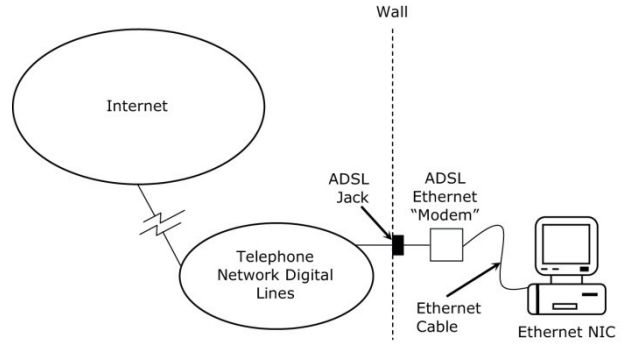 Wall
Internet
ADSL
Jack
ADSL
Ethernet
“Modem”
Telephone
Network Digital
Lines
Ethernet
Cable
Ethernet NIC